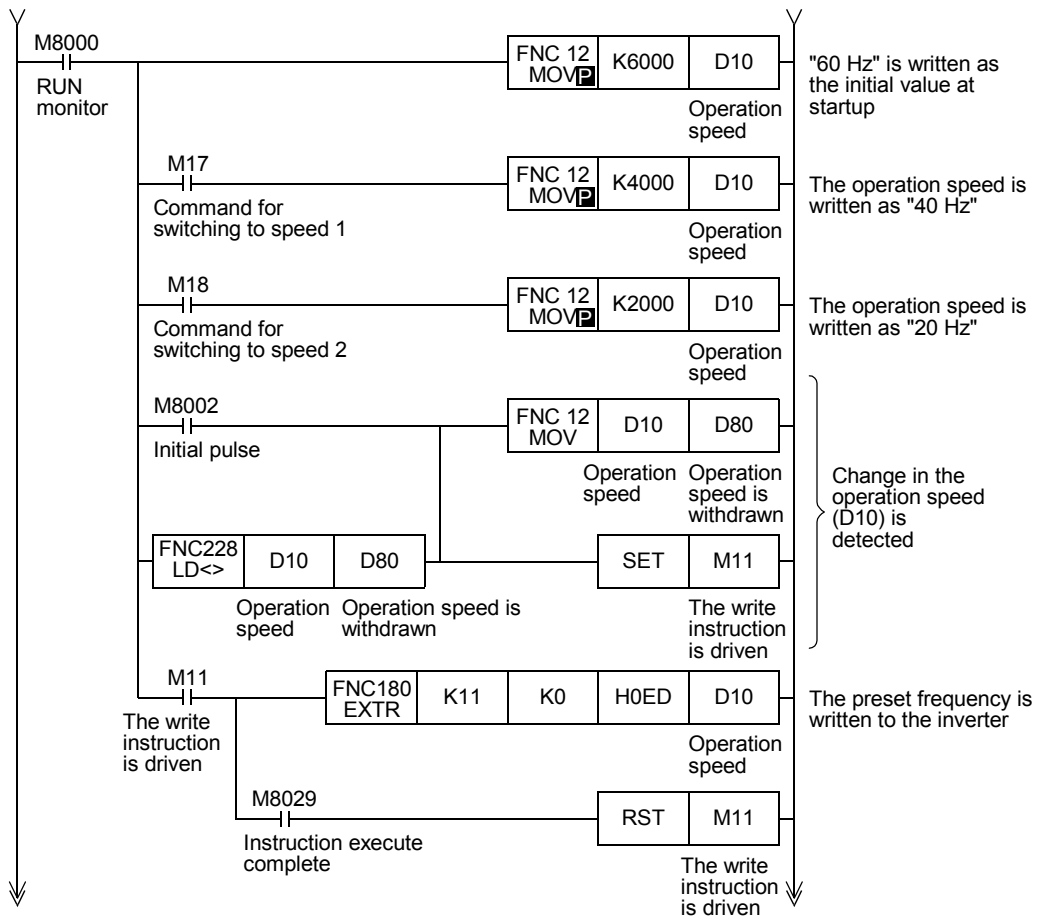 M8000
RUN
monitor
FNC 12
MOVP
K6000
D10
Operation
speed
"60 Hz" is written as
the initial value at
startup
M17
Command for
switching to speed 1
FNC 12
MOVP
K4000
D10
Operation
speed
The operation speed is
written as "40 Hz"
M18
Command for
switching to speed 2
FNC 12
MOVP
K2000
D10
Operation
speed
The operation speed is
written as "20 Hz"
M8002
Initial pulse
FNC 12
MOV
D10
D80
Operation
speed
Operation
speed is
withdrawn
Change in the
operation speed
(D10) is
detected
FNC228
LD<>
D10
D80
Operation
speed
Operation speed is
withdrawn
SET
M11
The write
instruction
is driven
M11
The write
instruction
is driven
FNC180
EXTR
K11
K0
H0ED
D10
Operation
speed
The preset frequency is
written to the inverter
M8029
Instruction execute
complete
RST
M11
The write
instruction
is driven